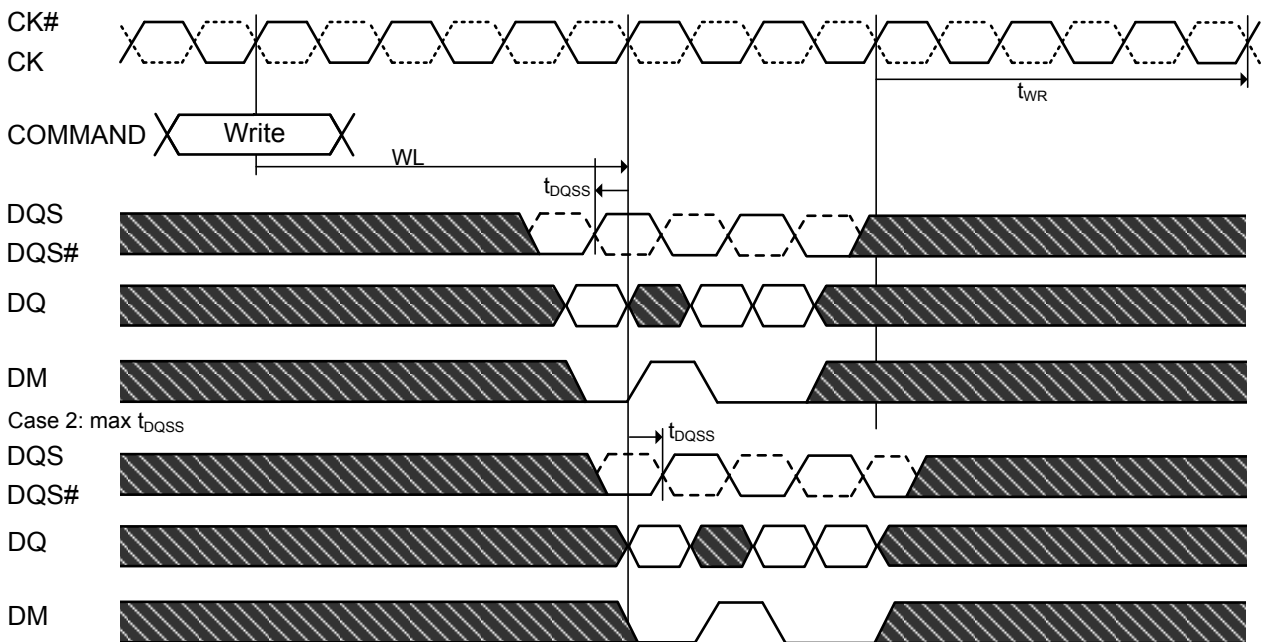 CK#
CK
tWR
COMMAND
Write
WL
tDQSS
DQS
DQS#
DQ
DM
Case 2: max tDQSS
tDQSS
DQS
DQS#
DQ
DM